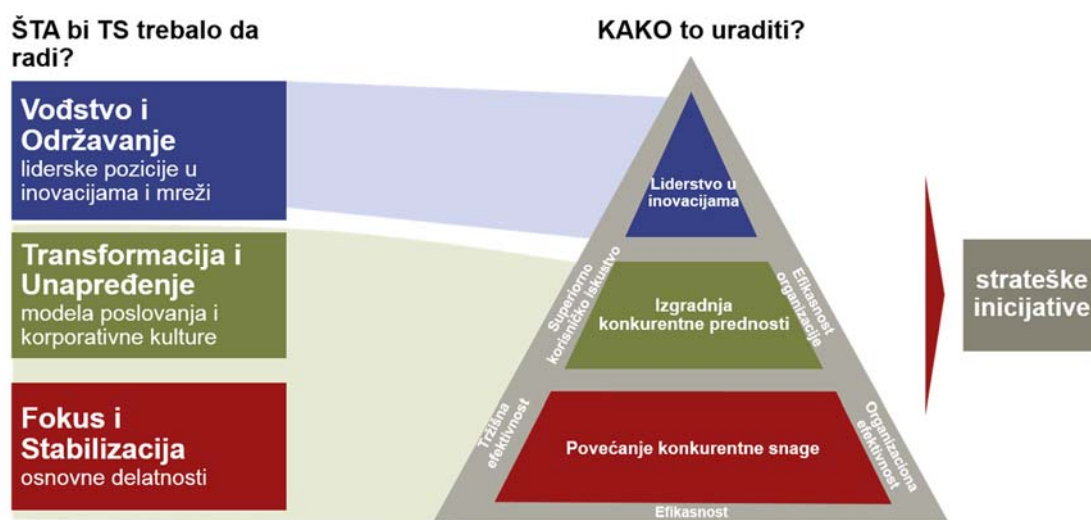 ŠTA bi TS trebalo da
radi?
KAKO to uraditi?
Vođstvo i
Održavanje
liderske pozicije u
inovacijama i mreži
Transformacija i
Unapređenje
modela poslovanja i
korporativne kulture
Fokus i
Stabilizacija
osnovne delatnosti
Liderstvo u
inovacijama
Superiorno
korisničko iskustvo
Efikasnost
organizacije
Izgradnja
konkurentne prednosti
Tržišna
efektivnost
Organizaciona
efektivnost
Povećanje konkurentne snage
Efikasnost
strateške
inicijative